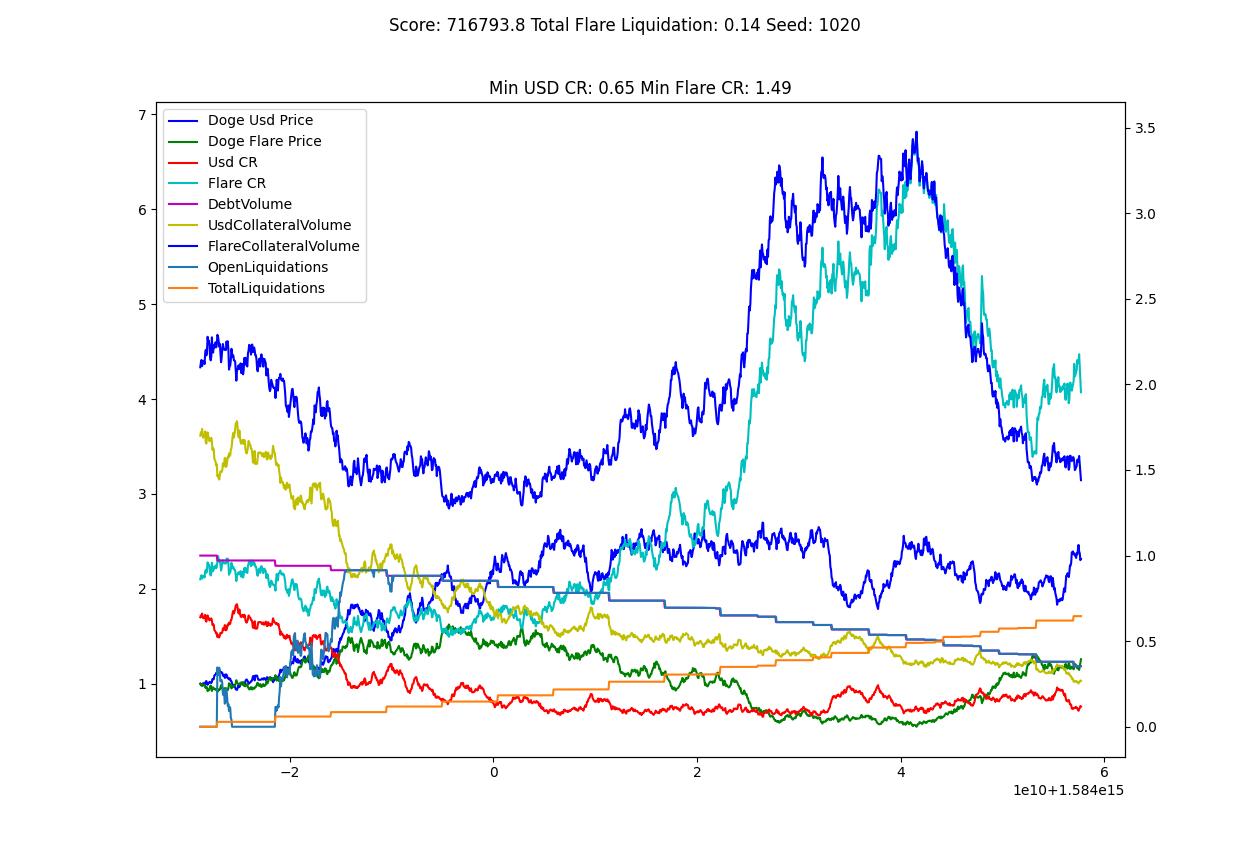 Score: 716793.8 Total Flare Liquidation: 0.14 Seed: 1020
Min USD CR: 0.65 Min Flare CR: 1.49
Doge Usd Price
Doge Flare Price
Usd CR
Flare CR
DebtVolume
UsdCollateralVolume
FlareCollateralVolume
OpenLiquidations
TotalLiquidations
7
6
5
4
3
2
1
3.5
3.0
2.5
2.0
1.5
1.0
0.5
0.0
−2 0 2 4 6
1e10+1.584e15